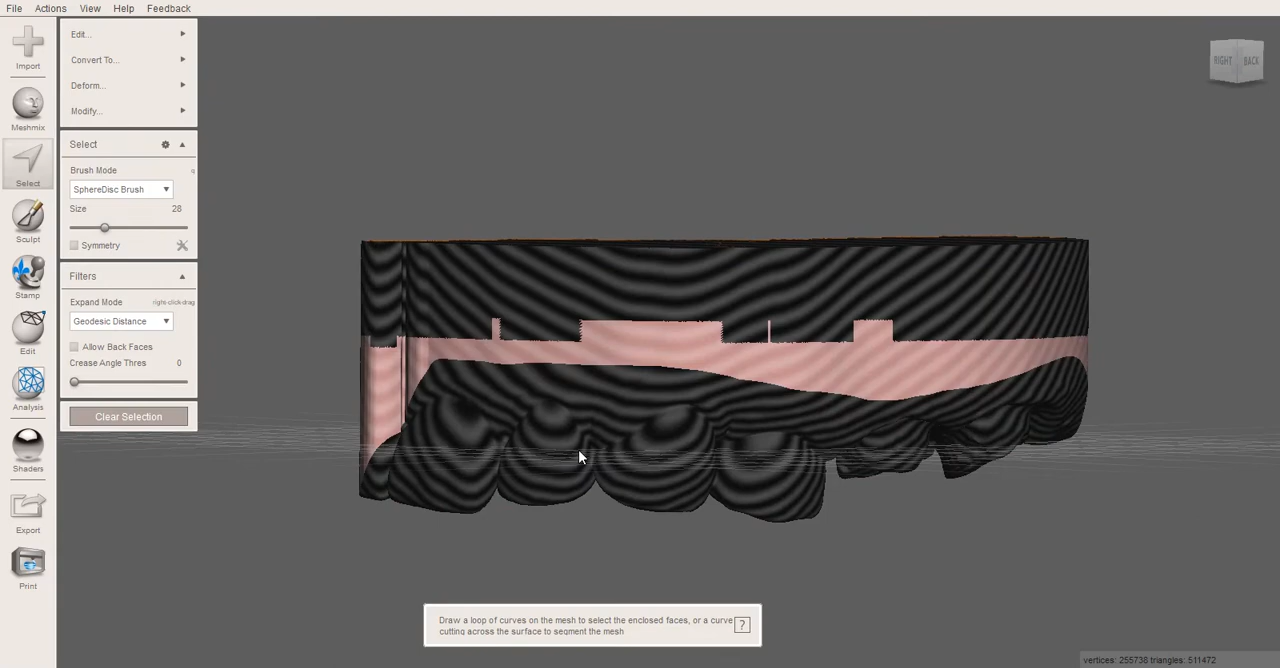 File Actions View Help Feedback
Import
Meshmix
Select
Sculpt
Stamp
Edit
Analysis
Shaders
Export
Print
Edit...
Convert To...
Deform...
Modify...
Select
Brush Mode q
SphereDisc Brush
Size 28
Symmetry
Filters
Expand Mode right-click-drag
Geodesic Distance
Allow Back Faces
Crease Angle Thres 0
Clear Selection
RIGHT BACK
Draw a loop of curves on the mesh to select the enclosed faces, or a curve
cutting across the surface to segment the mesh
?
vertices: 255738 triangles: 511472